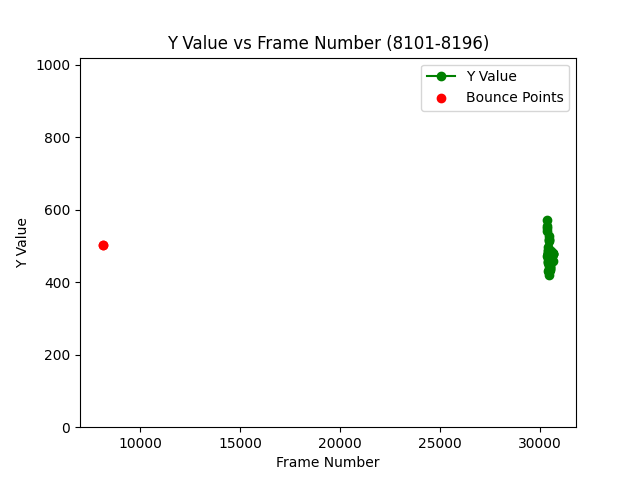 Y Value vs Frame Number (8101-8196)
Y Value
Bounce Points
1000
800
600
400
200
0
Y Value
10000 15000 20000 25000 30000
Frame Number